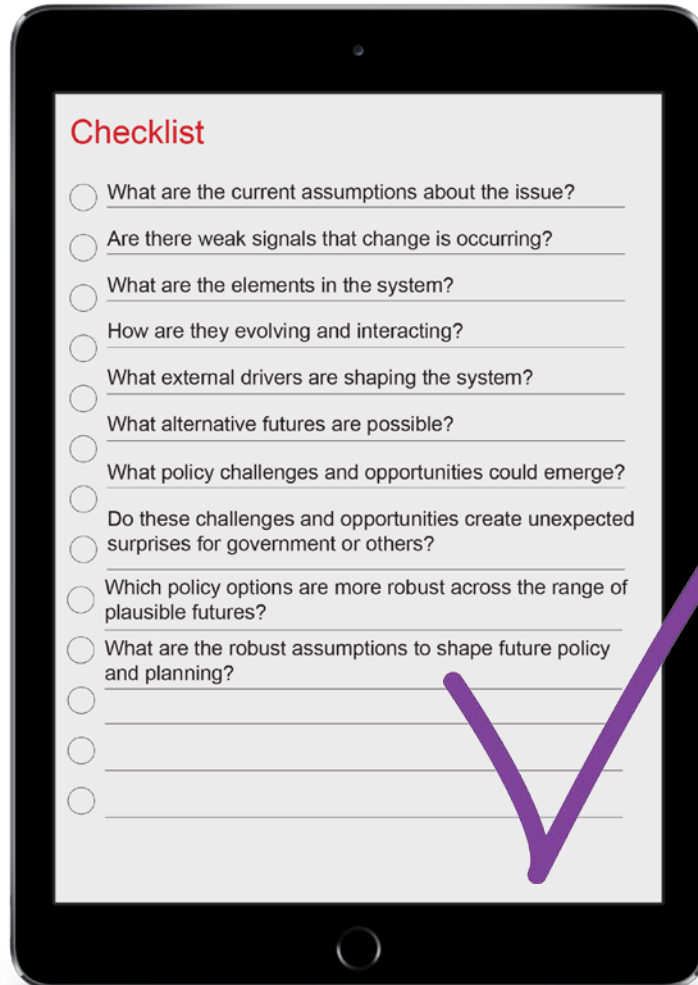 Checklist
What are the current assumptions about the issue?
Are there weak signals that change is occurring?
What are the elements in the system?
How are they evolving and interacting?
What external drivers are shaping the system?
What alternative futures are possible?
What policy challenges and opportunities could emerge?
Do these challenges and opportunities create unexpected
surprises for government or others?
Which policy options are more robust across the range of
plausible futures?
What are the robust assumptions to shape future policy
and planning?